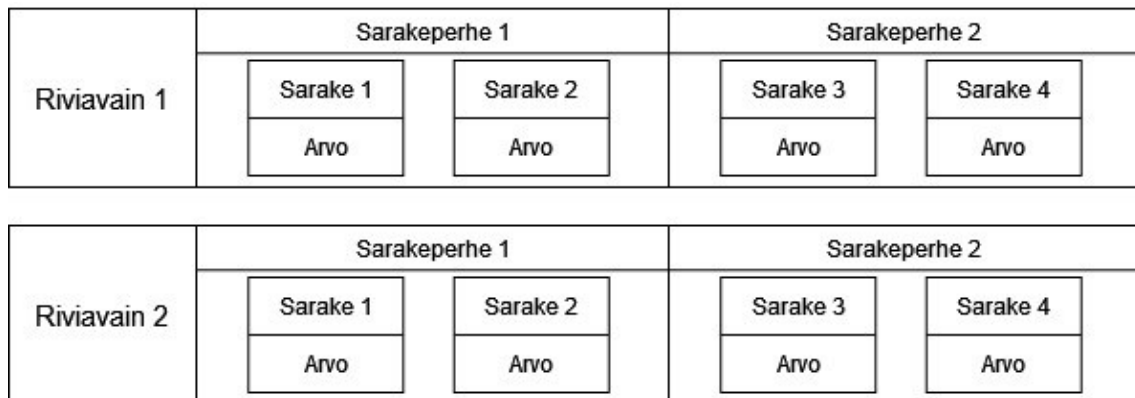 Sarakeperhe 1 Sarakeperhe 2
Riviavain 1
Sarake 1 Sarake 2 Sarake 3 Sarake 4
Arvo Arvo Arvo Arvo
Sarakeperhe 1 Sarakeperhe 2
Riviavain 2
Sarake 1 Sarake 2 Sarake 3 Sarake 4
Arvo Arvo Arvo Arvo